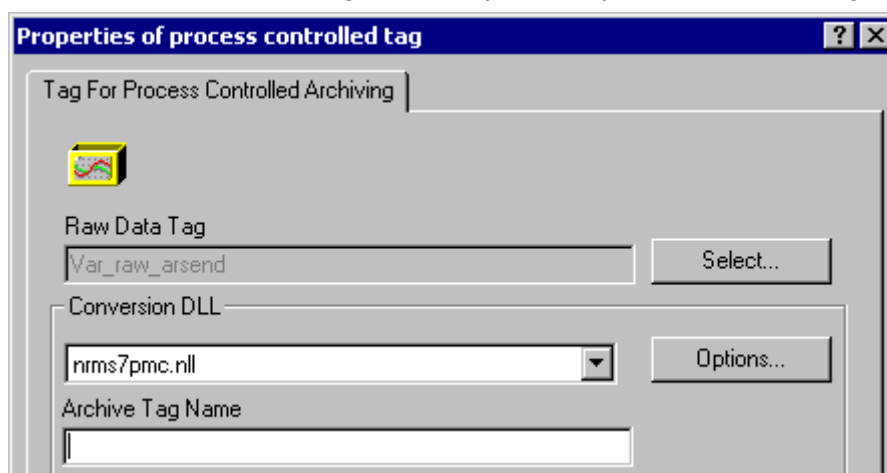 Properties of process controlled tag
Tag For Process Controlled Archiving
Raw Data Tag
Var_raw_arsend
Select...
Conversion DLL
nrms7pmc.nll
Options...
Archive Tag Name